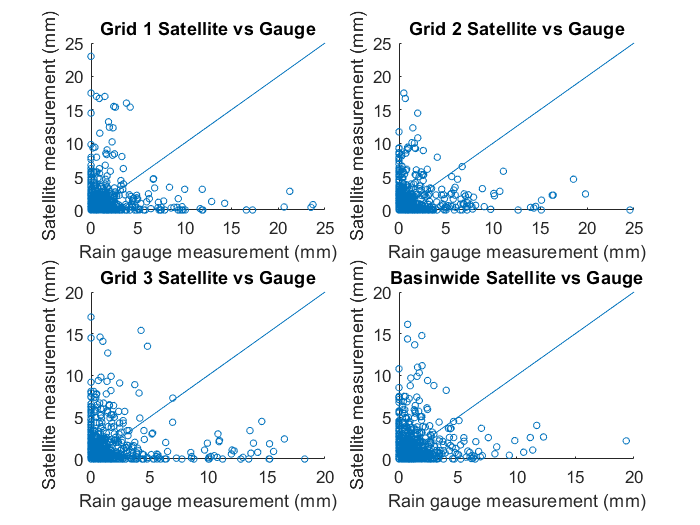 Grid 1 Satellite vs Gauge
Satellite measurement (mm)
25
20
15
10
5
0
0 5 10 15 20 25
Rain gauge measurement (mm)
Grid 2 Satellite vs Gauge
Satellite measurement (mm)
25
20
15
10
5
0
0 5 10 15 20 25
Rain gauge measurement (mm)
Grid 3 Satellite vs Gauge
Satellite measurement (mm)
20
15
10
5
0
0 5 10 15 20
Rain gauge measurement (mm)
Basinwide Satellite vs Gauge
Satellite measurement (mm)
20
15
10
5
0
0 5 10 15 20
Rain gauge measurement (mm)